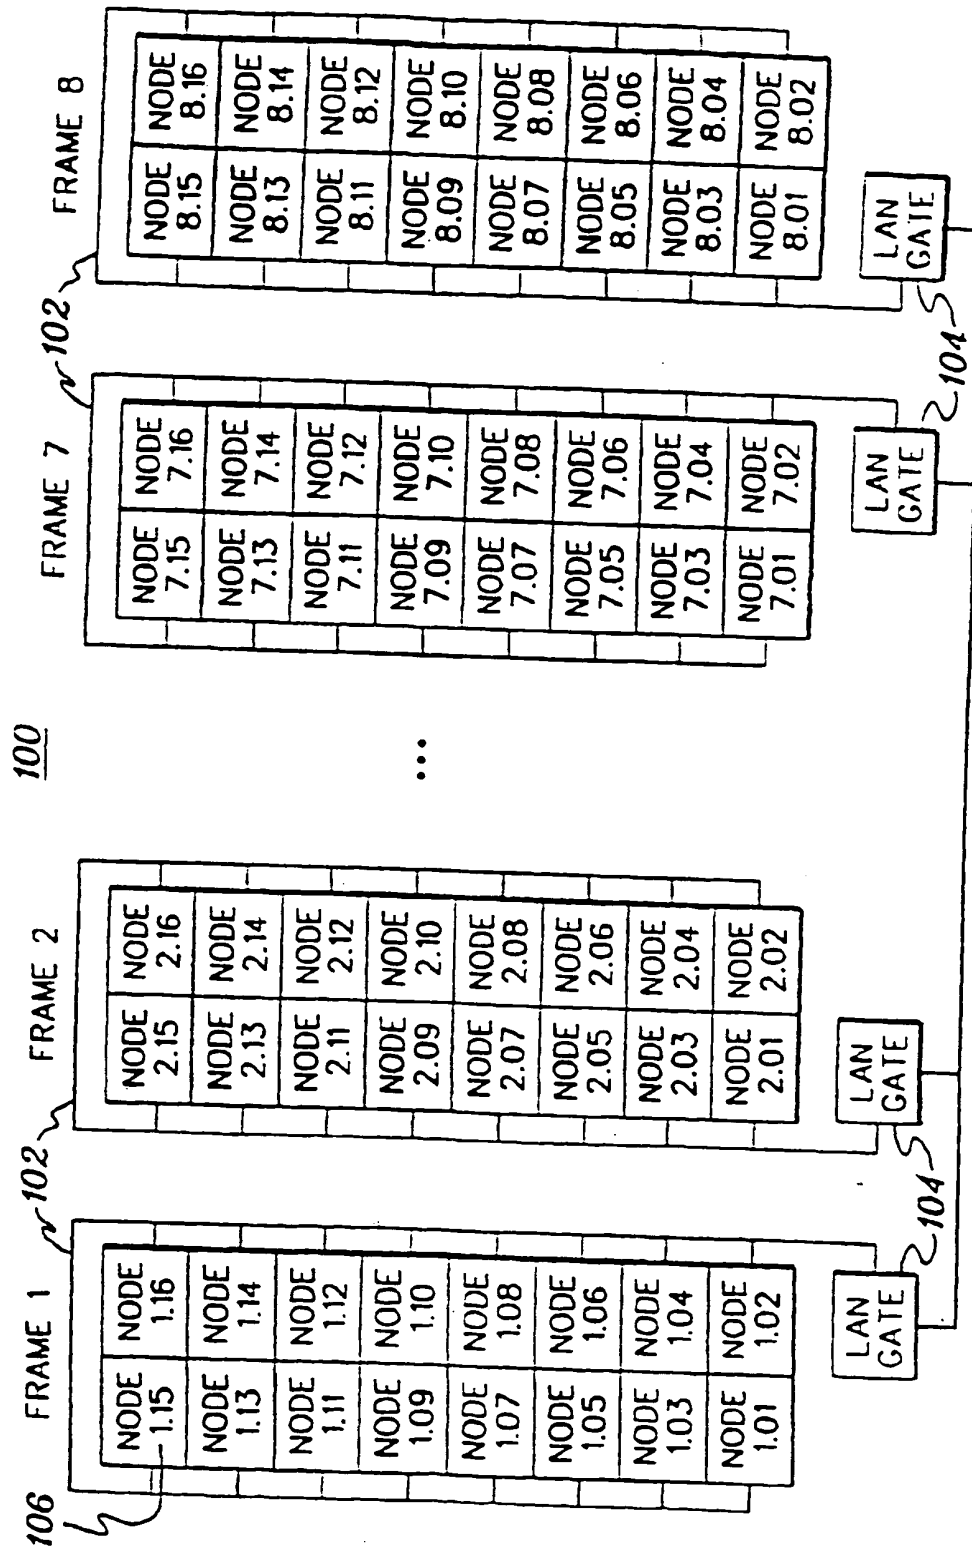 100
106
FRAME 1
102
FRAME 2
...
FRAME 7
102
FRAME 8
NODE 1.15
NODE 1.16
NODE 1.13
NODE 1.14
NODE 1.11
NODE 1.12
NODE 1.09
NODE 1.10
NODE 1.07
NODE 1.08
NODE 1.05
NODE 1.06
NODE 1.03
NODE 1.04
NODE 1.01
NODE 1.02
LAN
GATE
104
NODE 2.15
NODE 2.16
NODE 2.13
NODE 2.14
NODE 2.11
NODE 2.12
NODE 2.09
NODE 2.10
NODE 2.07
NODE 2.08
NODE 2.05
NODE 2.06
NODE 2.03
NODE 2.04
NODE 2.01
NODE 2.02
LAN
GATE
NODE 7.15
NODE 7.16
NODE 7.13
NODE 7.14
NODE 7.11
NODE 7.12
NODE 7.09
NODE 7.10
NODE 7.07
NODE 7.08
NODE 7.05
NODE 7.06
NODE 7.03
NODE 7.04
NODE 7.01
NODE 7.02
LAN
GATE
104
NODE 8.15
NODE 8.16
NODE 8.13
NODE 8.14
NODE 8.11
NODE 8.12
NODE 8.09
NODE 8.10
NODE 8.07
NODE 8.08
NODE 8.05
NODE 8.06
NODE 8.03
NODE 8.04
NODE 8.01
NODE 8.02
LAN
GATE